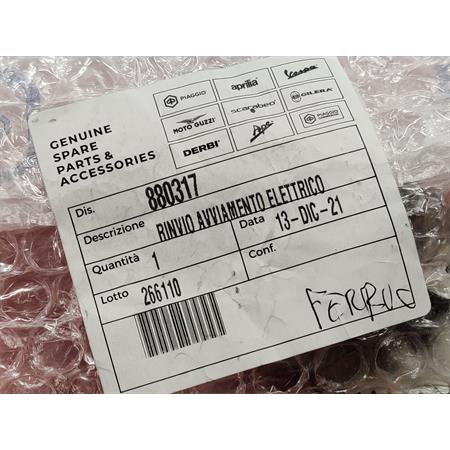 GENUINE
SPARE
PARTS &
ACCESSORIES
PIAGGIO aprilia Vespa
MOTO GUZZI scarabeo GILERA
DERBI Ape PIAGGIO
Dis. 880317
Descrizione RINVIO AVVIAMENTO ELETTRICO
Quantità 1 Data 13-DIC-21
Lotto 266110 Conf.